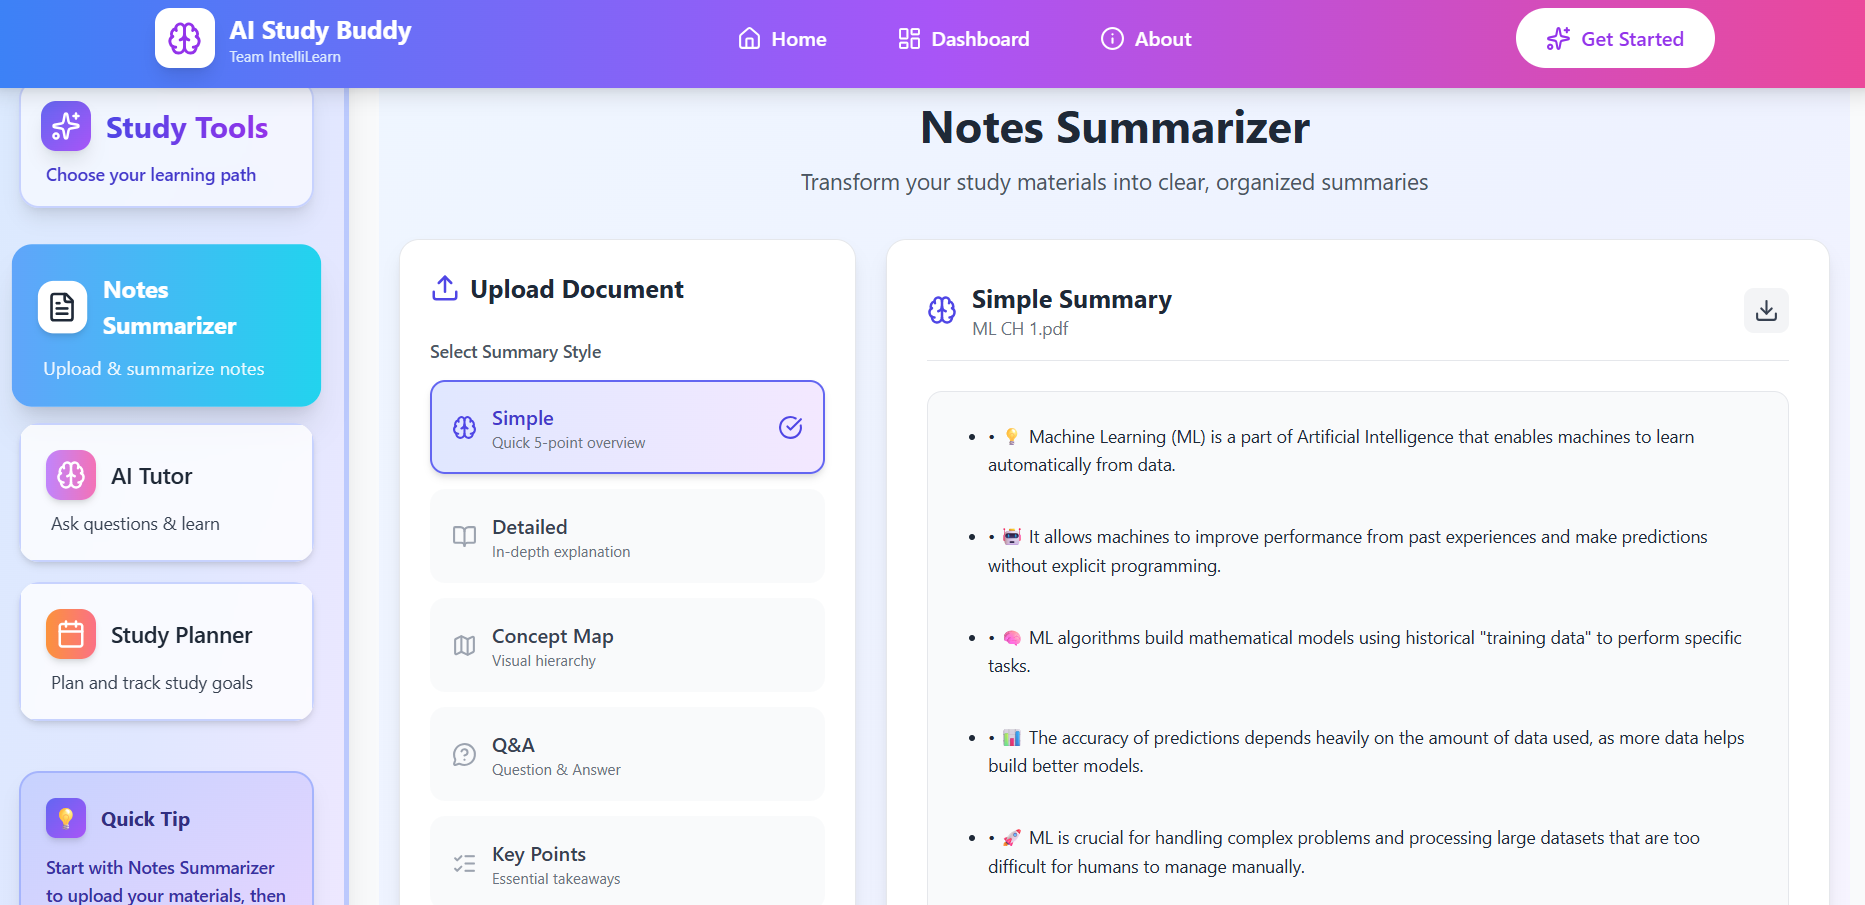 AI Study Buddy
Team IntelliLearn
Home
Dashboard
About
Get Started
Study Tools
Choose your learning path
Notes
Summarizer
Upload & summarize notes
AI Tutor
Ask questions & learn
Study Planner
Plan and track study goals
💡 Quick Tip
Start with Notes Summarizer
to upload your materials, then
Notes Summarizer
Transform your study materials into clear, organized summaries
Upload Document
Select Summary Style
Simple
Quick 5-point overview
Detailed
In-depth explanation
Concept Map
Visual hierarchy
Q&A
Question & Answer
Key Points
Essential takeaways
Simple Summary
ML CH 1.pdf
• • 💡 Machine Learning (ML) is a part of Artificial Intelligence that enables machines to learn
automatically from data.
• • 🤖 It allows machines to improve performance from past experiences and make predictions
without explicit programming.
• • 🧠 ML algorithms build mathematical models using historical "training data" to perform specific
tasks.
• • 📊 The accuracy of predictions depends heavily on the amount of data used, as more data helps
build better models.
• • 🚀 ML is crucial for handling complex problems and processing large datasets that are too
difficult for humans to manage manually.